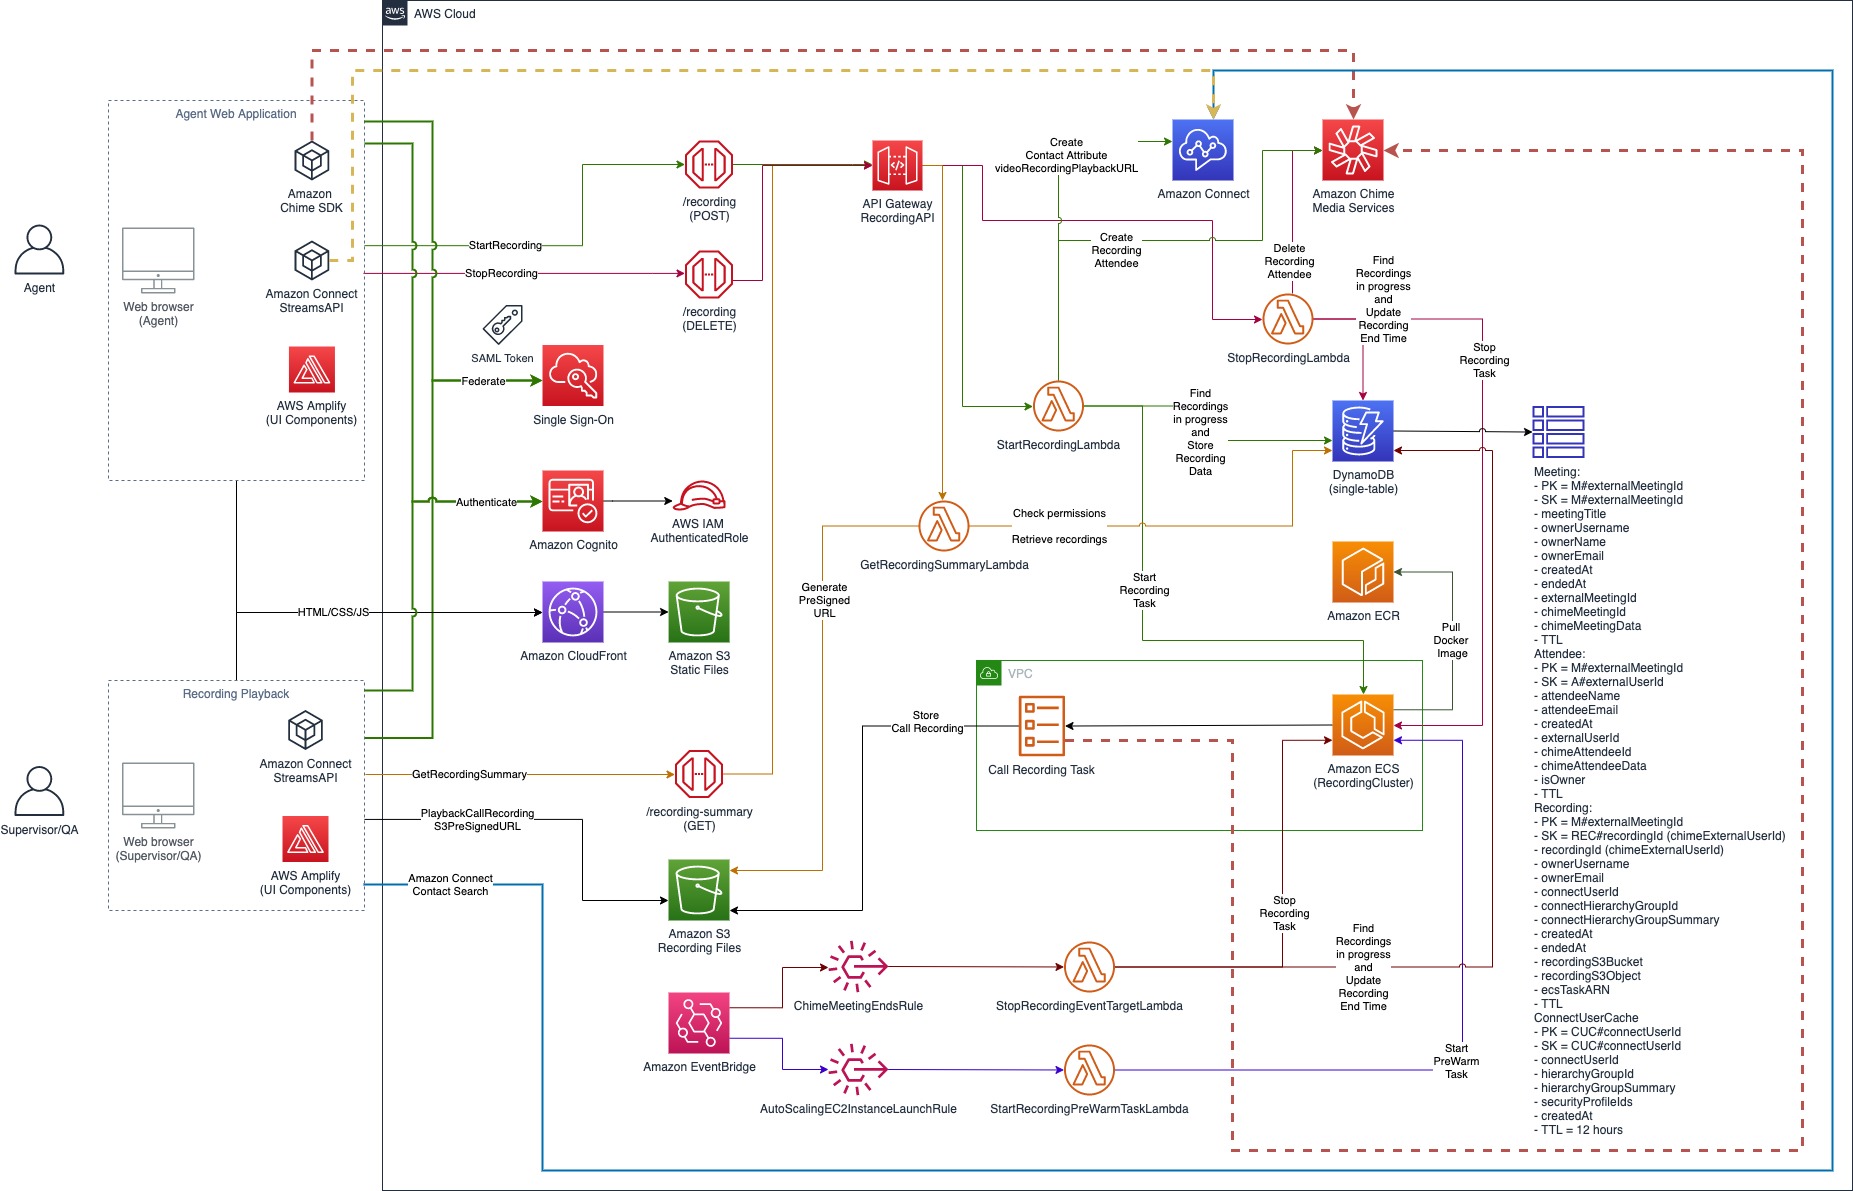 aws
AWS Cloud
Agent Web Application
Amazon
Chime SDK
Agent
Web browser
(Agent)
Amazon Connect
StreamsAPI
AWS Amplify
(UI Components)
StartRecording
StopRecording
/recording
(POST)
/recording
(DELETE)
SAML Token
Federate
Single Sign-On
Authenticate
Amazon Cognito
AWS IAM
AuthenticatedRole
HTML/CSS/JS
Amazon CloudFront
Amazon S3
Static Files
API Gateway
RecordingAPI
Create
Contact Attribute
videoRecordingPlaybackURL
Amazon Connect
Amazon Chime
Media Services
Create
Recording
Attendee
Delete
Recording
Attendee
Find
Recordings
in progress
and
Update
Recording
End Time
StopRecordingLambda
Stop
Recording
Task
StartRecordingLambda
Find
Recordings
in progress
and
Store
Recording
Data
DynamoDB
(single-table)
Check permissions
Retrieve recordings
GetRecordingSummaryLambda
Generate
PreSigned
URL
Start
Recording
Task
Amazon ECR
Pull
Docker
Image
VPC
Store
Call Recording
Call Recording Task
Amazon ECS
(RecordingCluster)
Recording Playback
Amazon Connect
StreamsAPI
Supervisor/QA
Web browser
(Supervisor/QA)
AWS Amplify
(UI Components)
GetRecordingSummary
/recording-summary
(GET)
PlaybackCallRecording
S3PreSignedURL
Amazon Connect
Contact Search
Amazon S3
Recording Files
Amazon EventBridge
ChimeMeetingEndsRule
StopRecordingEventTargetLambda
Stop
Recording
Task
Find
Recordings
in progress
and
Update
Recording
End Time
AutoScalingEC2InstanceLaunchRule
StartRecordingPreWarmTaskLambda
Start
PreWarm
Task
Meeting:
- PK = M#externalMeetingId
- SK = M#externalMeetingId
- meetingTitle
- ownerUsername
- ownerName
- ownerEmail
- createdAt
- endedAt
- externalMeetingId
- chimeMeetingId
- chimeMeetingData
- TTL
Attendee:
- PK = M#externalMeetingId
- SK = A#externalUserId
- attendeeName
- attendeeEmail
- createdAt
- externalUserId
- chimeAttendeeId
- chimeAttendeeData
- isOwner
- TTL
Recording:
- PK = M#externalMeetingId
- SK = REC#recordingId (chimeExternalUserId)
- recordingId (chimeExternalUserId)
- ownerUsername
- ownerEmail
- connectUserId
- connectHierarchyGroupId
- connectHierarchyGroupSummary
- createdAt
- endedAt
- recordingS3Bucket
- recordingS3Object
- ecsTaskARN
- TTL
ConnectUserCache
- PK = CUC#connectUserId
- SK = CUC#connectUserId
- connectUserId
- hierarchyGroupId
- hierarchyGroupSummary
- securityProfileIds
- createdAt
- TTL = 12 hours